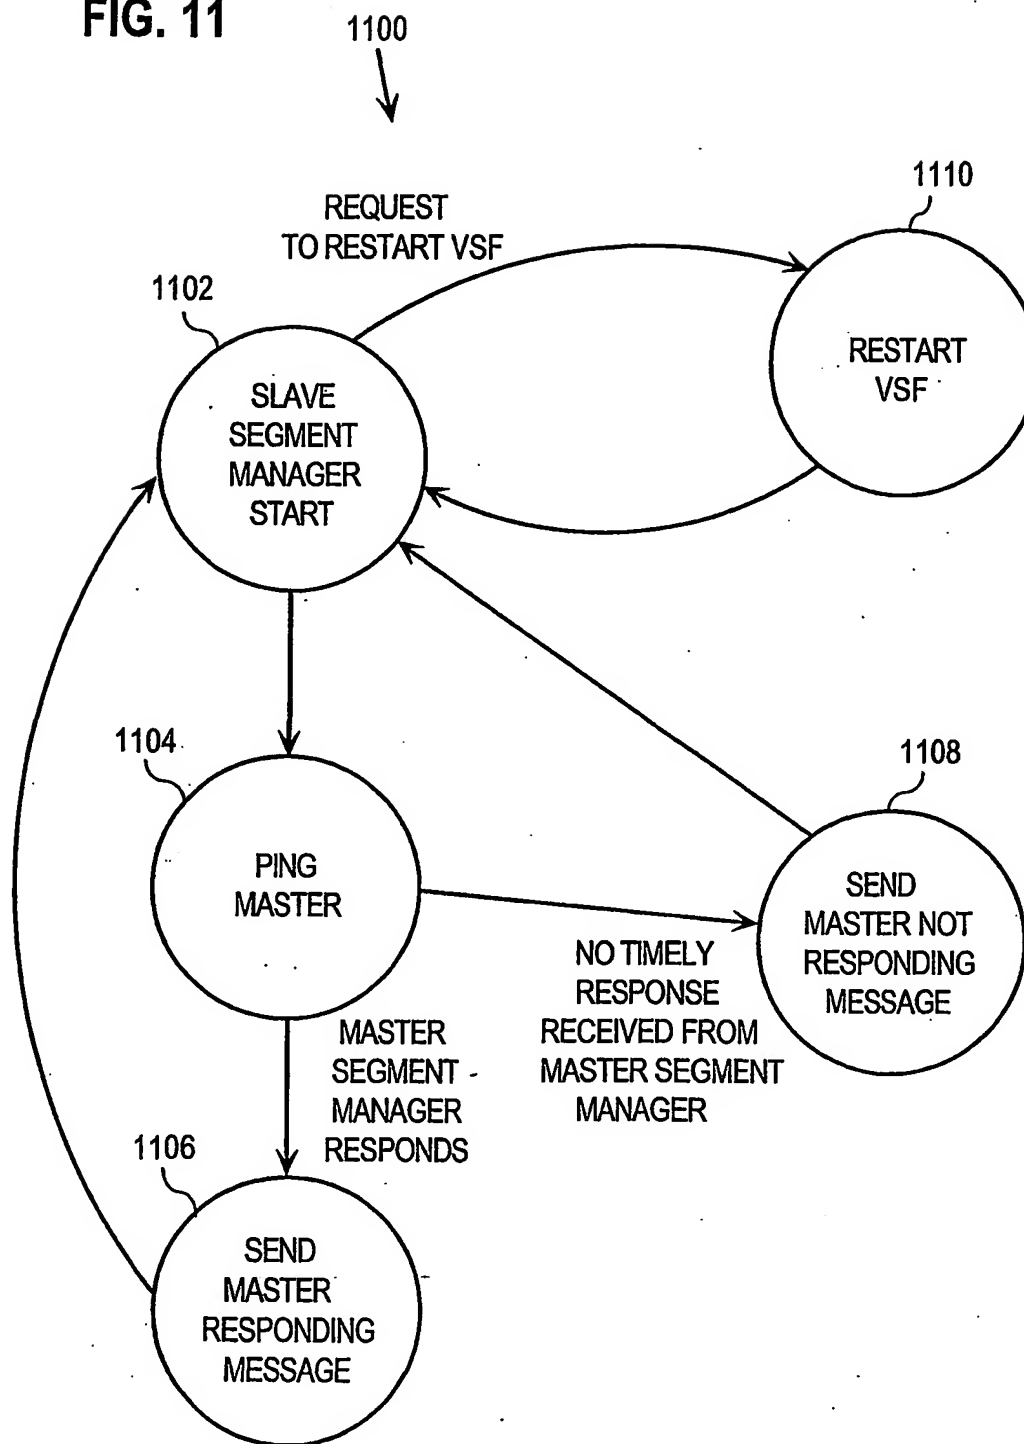 FIG. 11
1100
1110
REQUEST
TO RESTART VSF
1102
RESTART
VSF
SLAVE
SEGMENT
MANAGER
START
1104
1108
PING
MASTER
SEND
MASTER NOT
RESPONDING
MESSAGE
NO TIMELY
RESPONSE
RECEIVED FROM
MASTER SEGMENT
MANAGER
MASTER
SEGMENT
MANAGER
RESPONDS
1106
SEND
MASTER
RESPONDING
MESSAGE